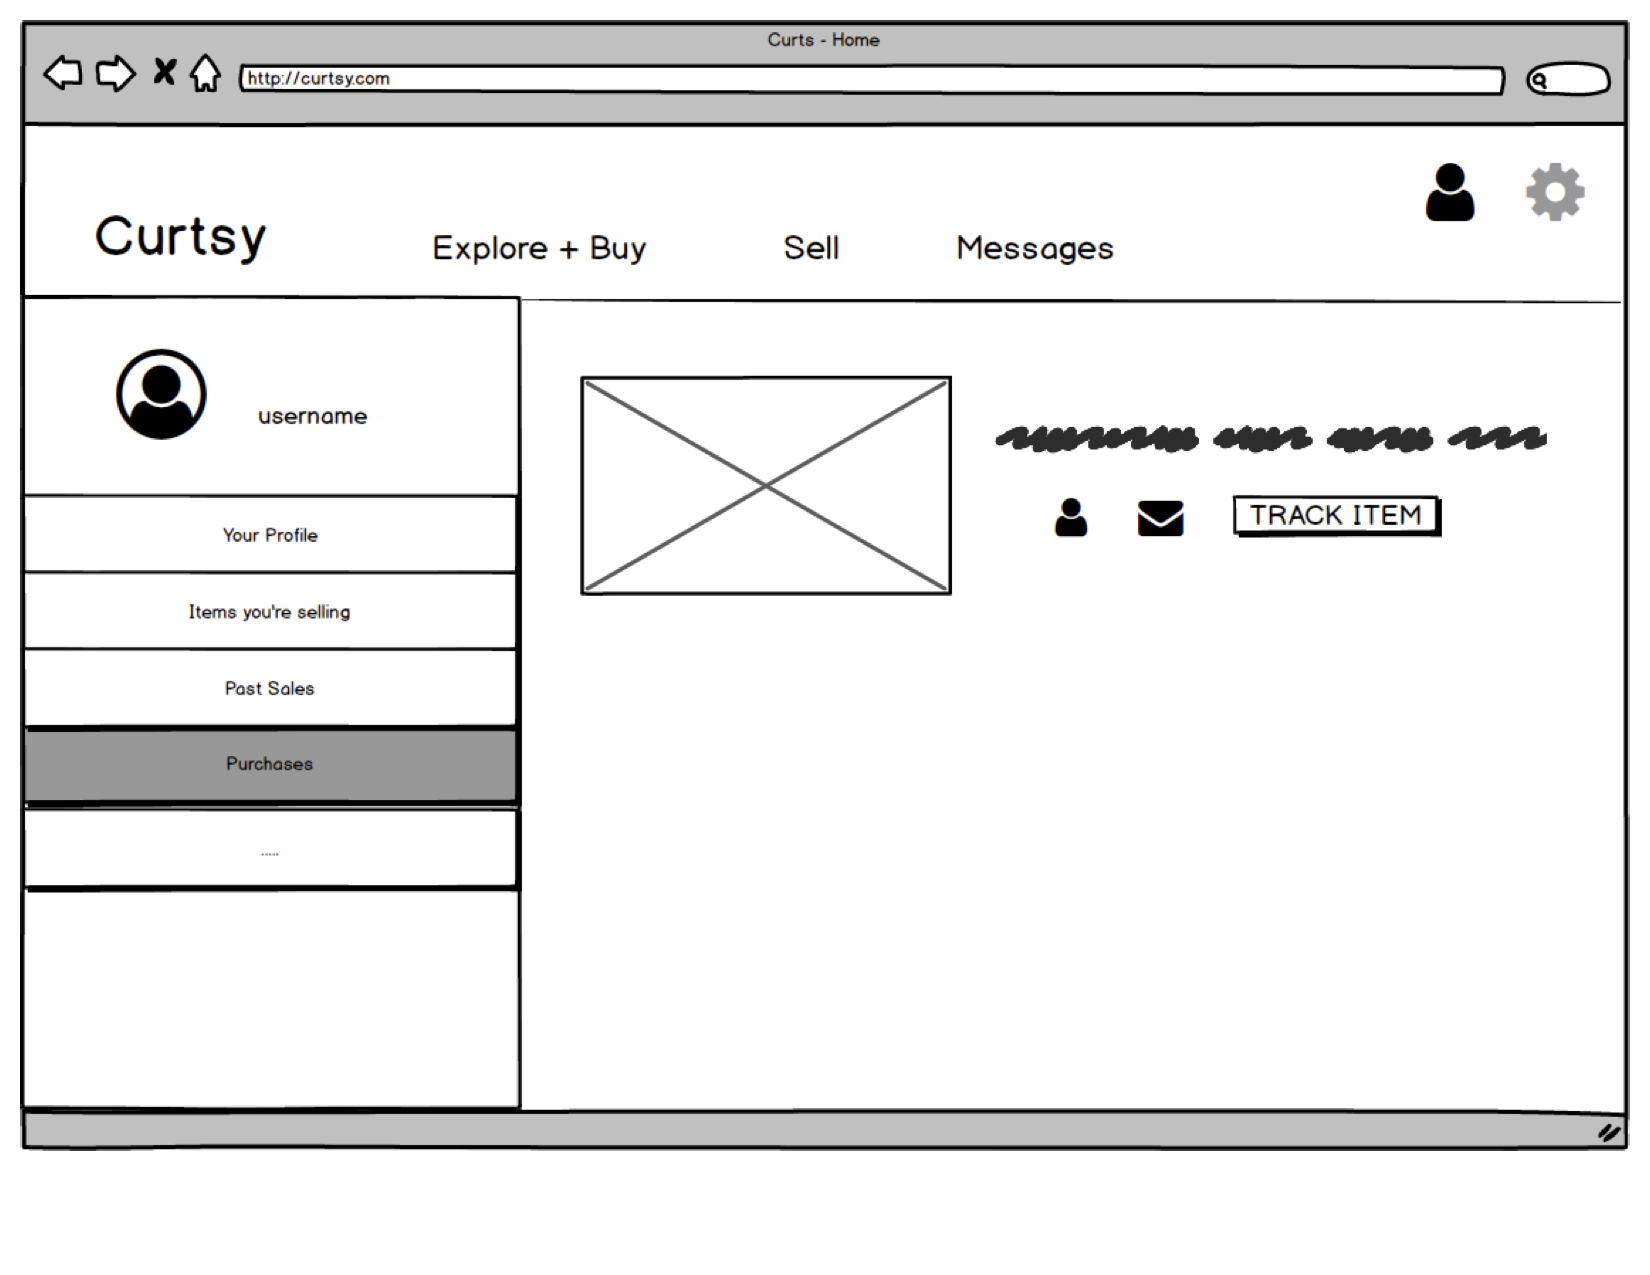 Curts - Home
http://curtsy.com
Curtsy
Explore + Buy
Sell
Messages
username
Your Profile
Items you're selling
Past Sales
Purchases
.....
TRACK ITEM